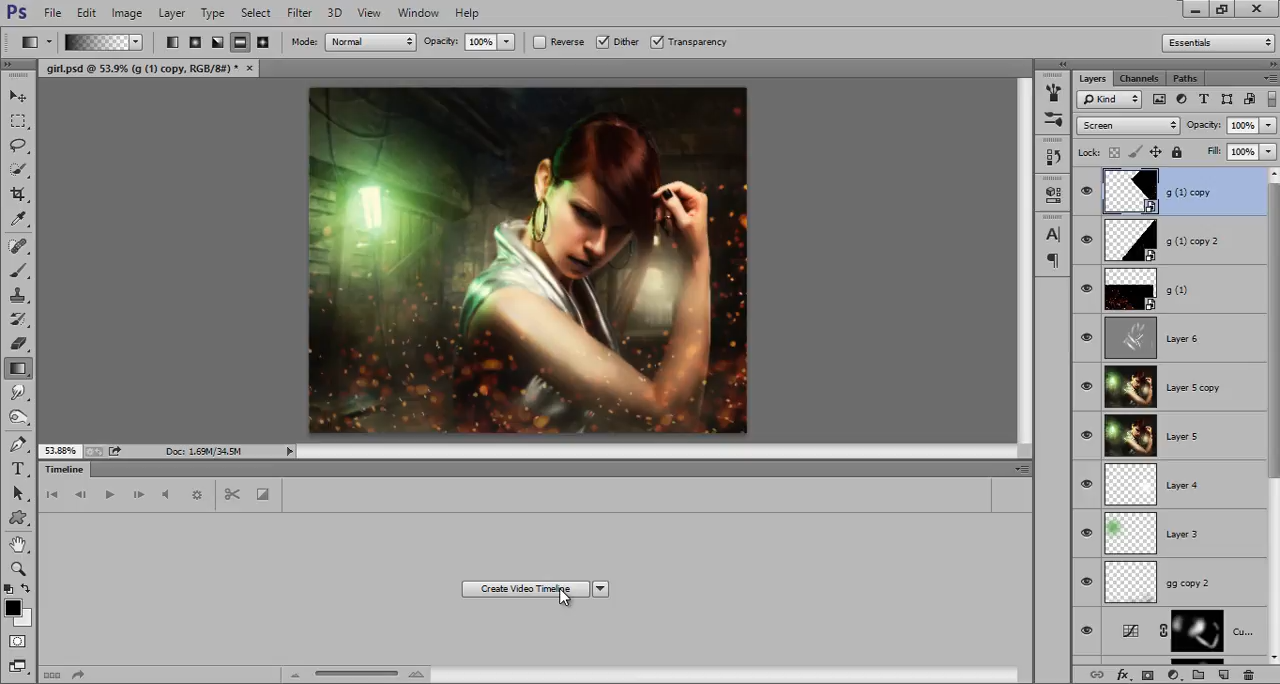 Ps File Edit Image Layer Type Select Filter 3D View Window Help
Mode: Normal Opacity: 100% Reverse Dither Transparency Essentials
girl.psd @ 53.9% (g (1) copy, RGB/8#) * ×
Layers Channels Paths
Kind
Screen Opacity: 100%
Lock: Fill: 100%
g (1) copy
g (1) copy 2
g (1)
Layer 6
Layer 5 copy
Layer 5
Layer 4
Layer 3
gg copy 2
Cu...
53.88% Doc: 1.69M/34.5M
Timeline
Create Video Timeline